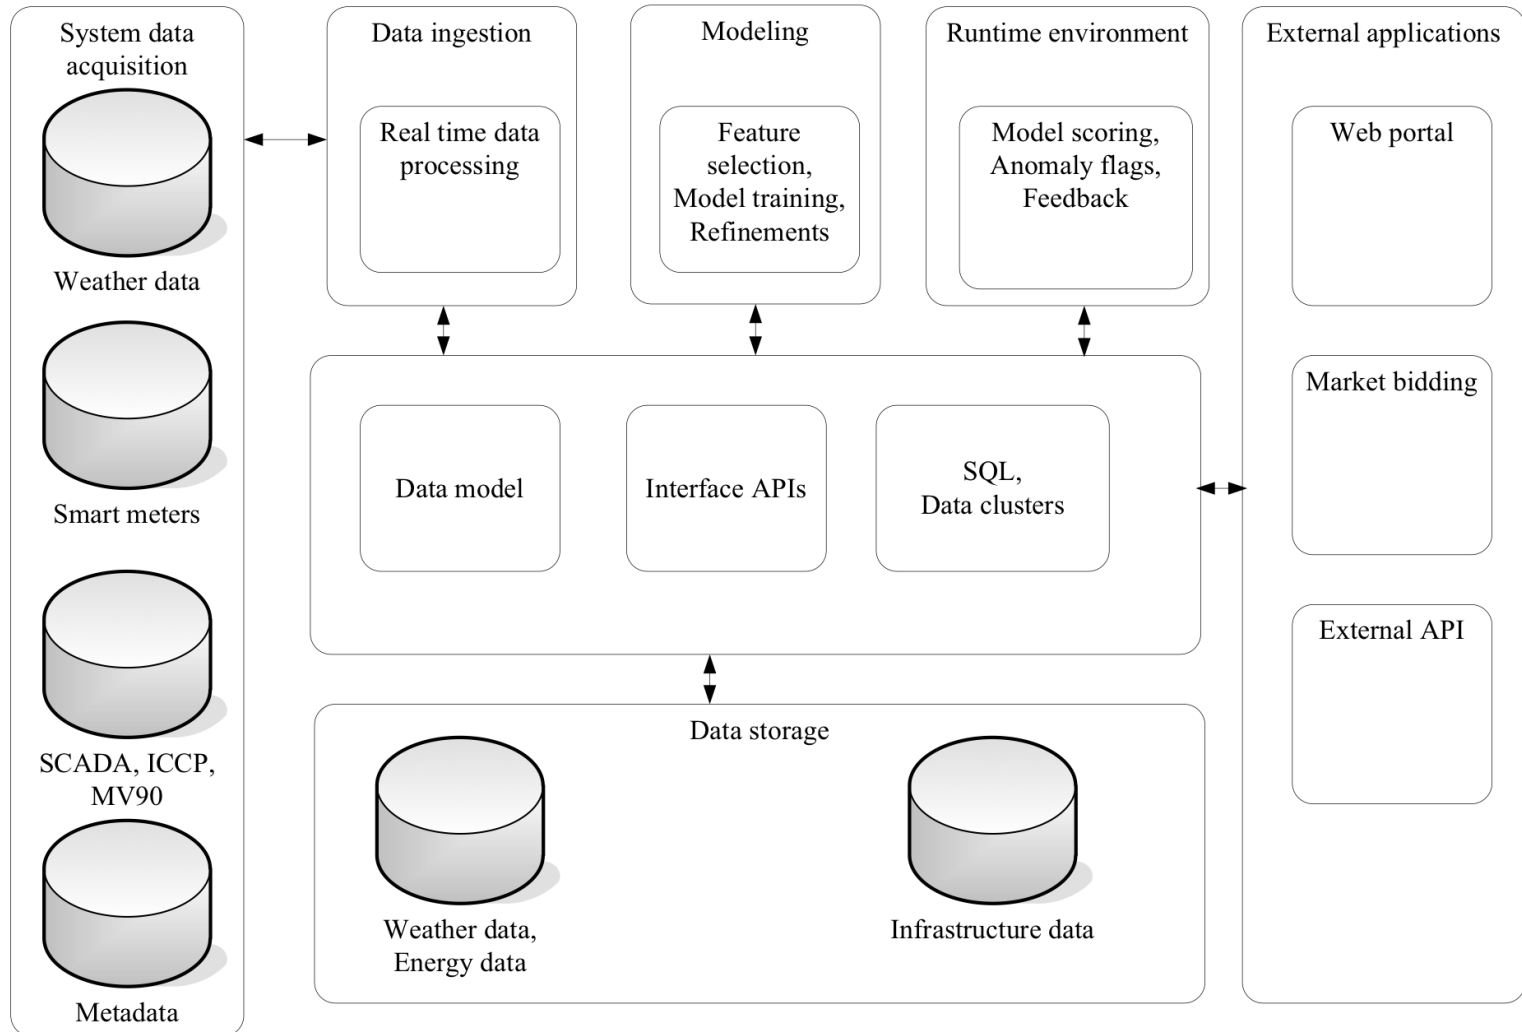 System data
acquisition
Weather data
Smart meters
SCADA, ICCP,
MV90
Metadata
Data ingestion
Real time data
processing
Modeling
Feature
selection,
Model training,
Refinements
Runtime environment
Model scoring,
Anomaly flags,
Feedback
Data model
Interface APIs
SQL,
Data clusters
Data storage
Weather data,
Energy data
Infrastructure data
External applications
Web portal
Market bidding
External API